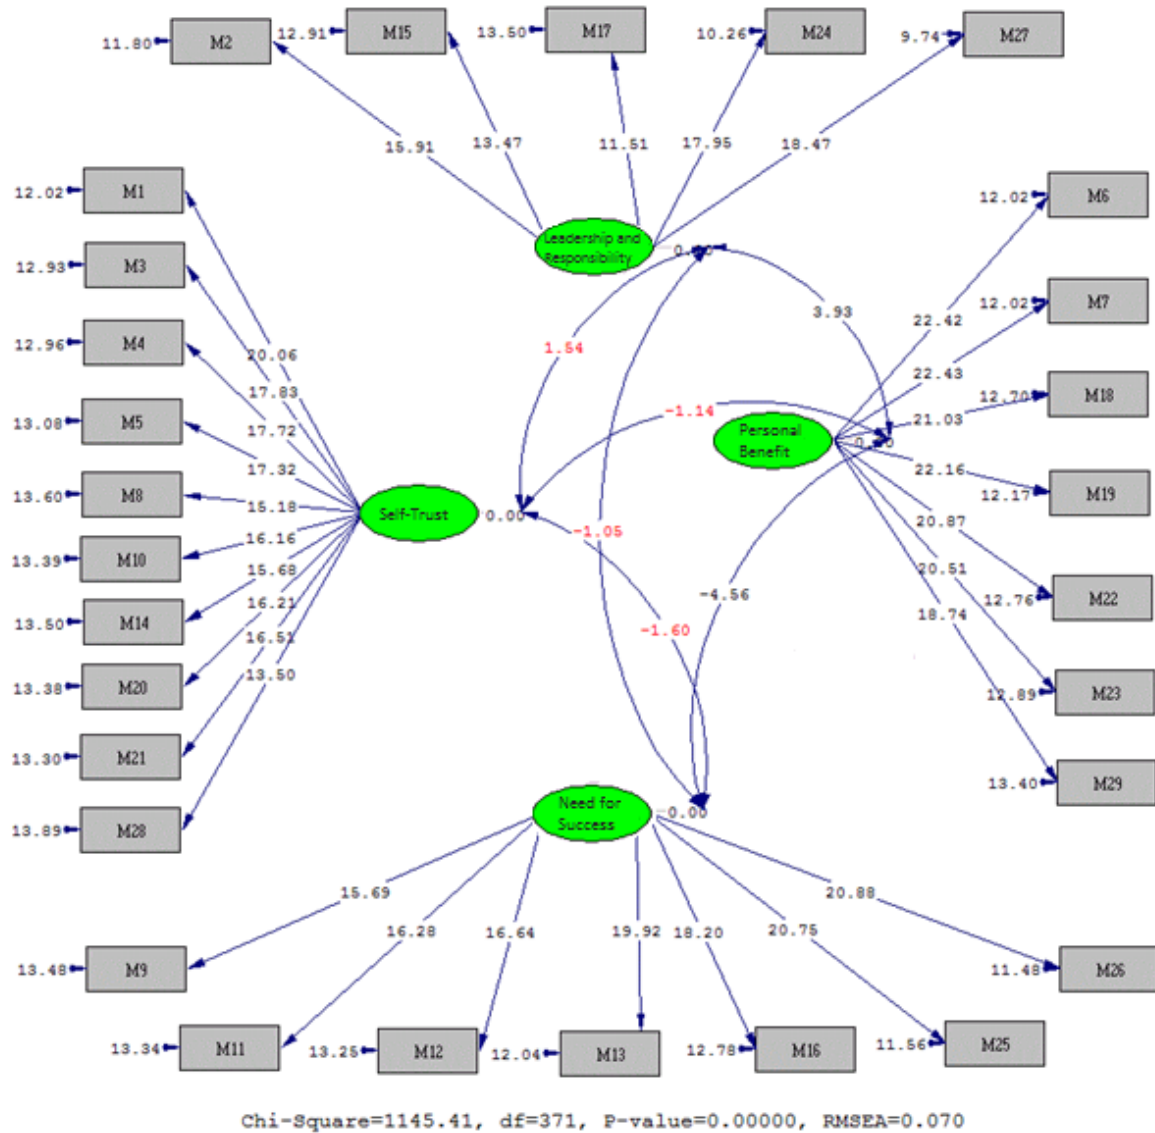 11.80 M2
12.91 M15
13.50 M17
10.26 M24
9.74 M27
15.91
13.47
11.51
17.95
18.47
Leadership and
Responsibility
12.02 M1
12.93 M3
12.96 M4
13.08 M5
13.60 M8
13.39 M10
13.50 M14
13.38 M20
13.30 M21
13.89 M28
20.06
17.83
17.72
17.32
15.18
16.16
15.68
16.21
16.51
13.50
Self-Trust
0.00
1.54
-1.14
-1.05
-1.60
-4.56
3.93
Personal
Benefit
22.42
22.43
21.03
22.16
20.87
20.51
18.74
12.02 M6
12.02 M7
12.70 M18
12.17 M19
12.76 M22
12.89 M23
13.40 M29
Need for
Success
0.00
15.69
16.28
16.64
19.92
18.20
20.75
20.88
13.48 M9
13.34 M11
13.25 M12
12.04 M13
12.78 M16
11.56 M25
11.48 M26
Chi-Square=1145.41, df=371, P-value=0.00000, RMSEA=0.070